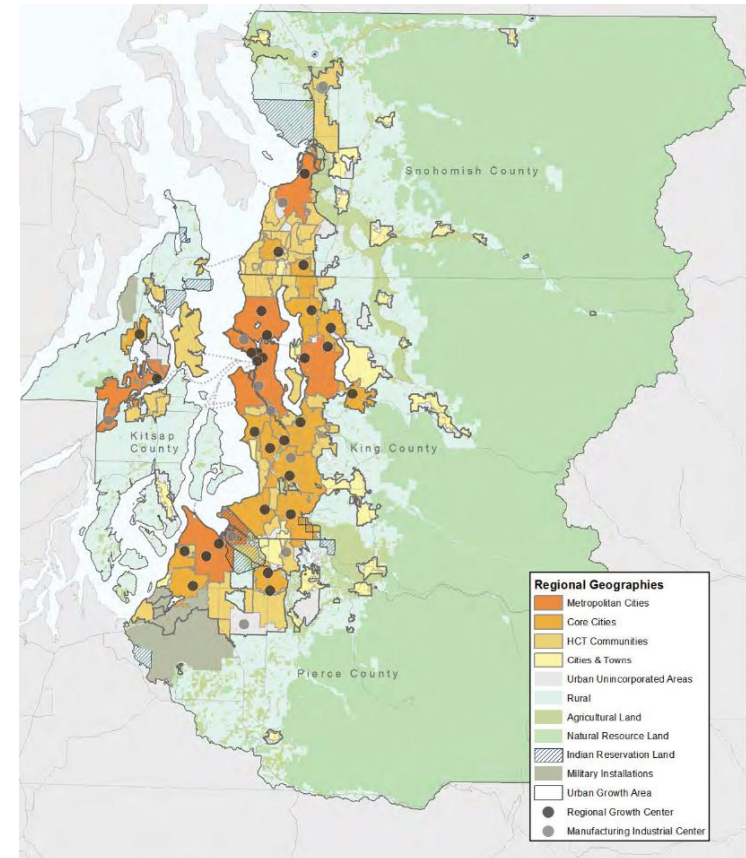 Snohomish County
King County
Kitsap
County
Pierce County
Regional Geographies
Metropolitan Cities
Core Cities
HCT Communities
Cities & Towns
Urban Unincorporated Areas
Rural
Agricultural Land
Natural Resource Land
Indian Reservation Land
Military Installations
Urban Growth Area
Regional Growth Center
Manufacturing Industrial Center